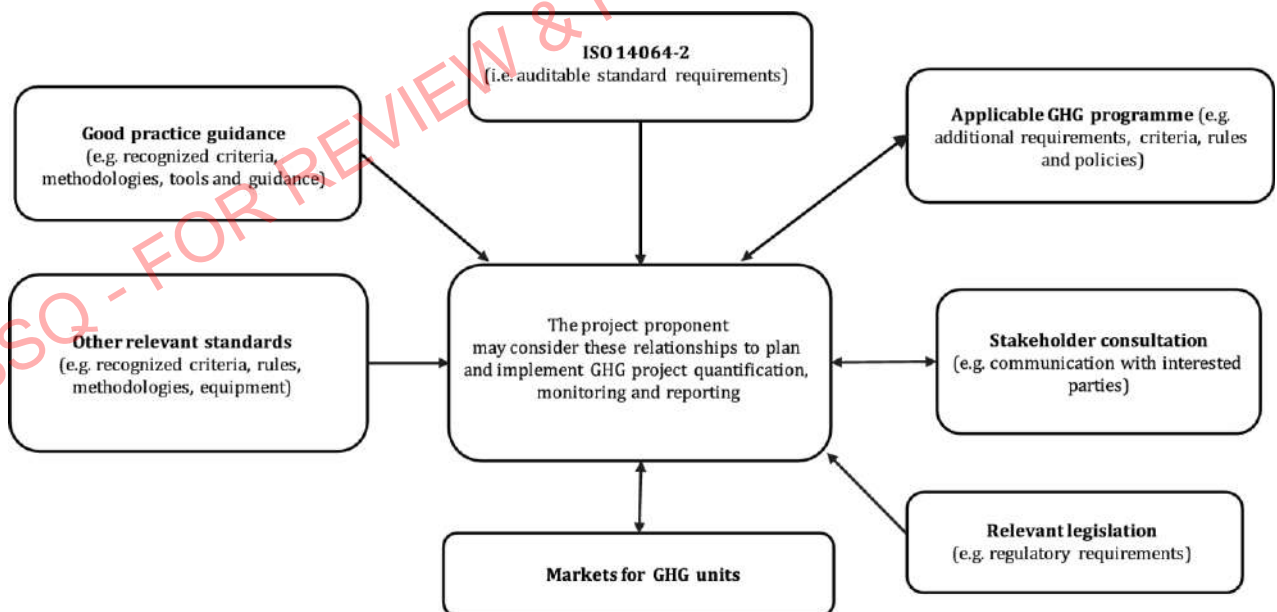 ISO 14064-2
(i.e. auditable standard requirements)
Good practice guidance
(e.g. recognized criteria,
methodologies, tools and guidance)
Applicable GHG programme (e.g.
additional requirements, criteria, rules
and policies)
Other relevant standards
(e.g. recognized criteria, rules,
methodologies, equipment)
The project proponent
may consider these relationships to plan
and implement GHG project quantification,
monitoring and reporting
Stakeholder consultation
(e.g. communication with interested
parties)
Relevant legislation
(e.g. regulatory requirements)
Markets for GHG units
SQ - FOR REVIEW &